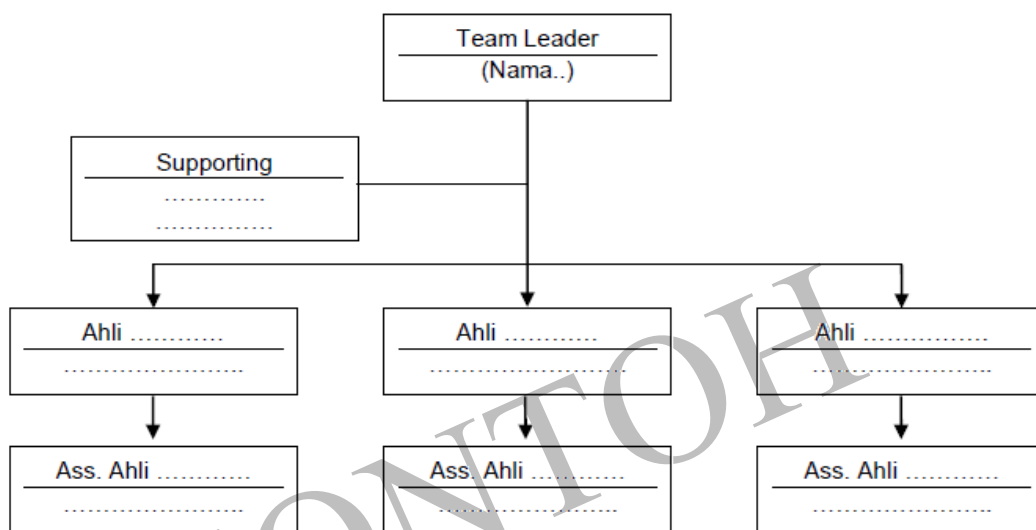 Team Leader
(Nama..)
Supporting
………….
……………
Ahli …………
…………………..
Ahli …………
…………………….
Ahli …………….
…………………..
Ass. Ahli …………
…………………..
Ass. Ahli …………
…………………..
Ass. Ahli …………
…………………..
CONTOH